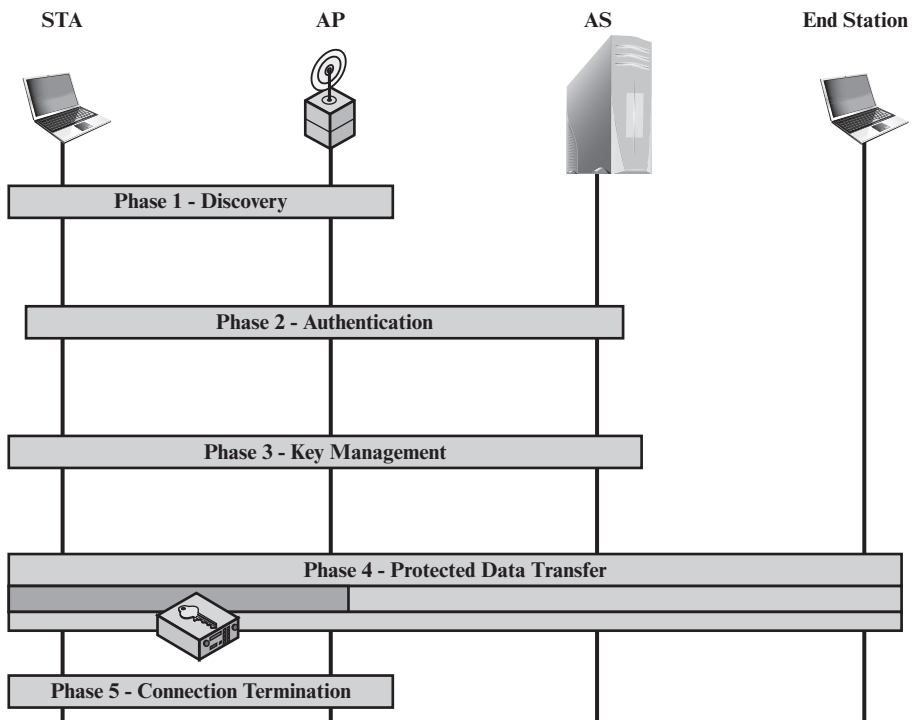 STA
AP
AS
End Station
Phase 1 - Discovery
Phase 2 - Authentication
Phase 3 - Key Management
Phase 4 - Protected Data Transfer
Phase 5 - Connection Termination